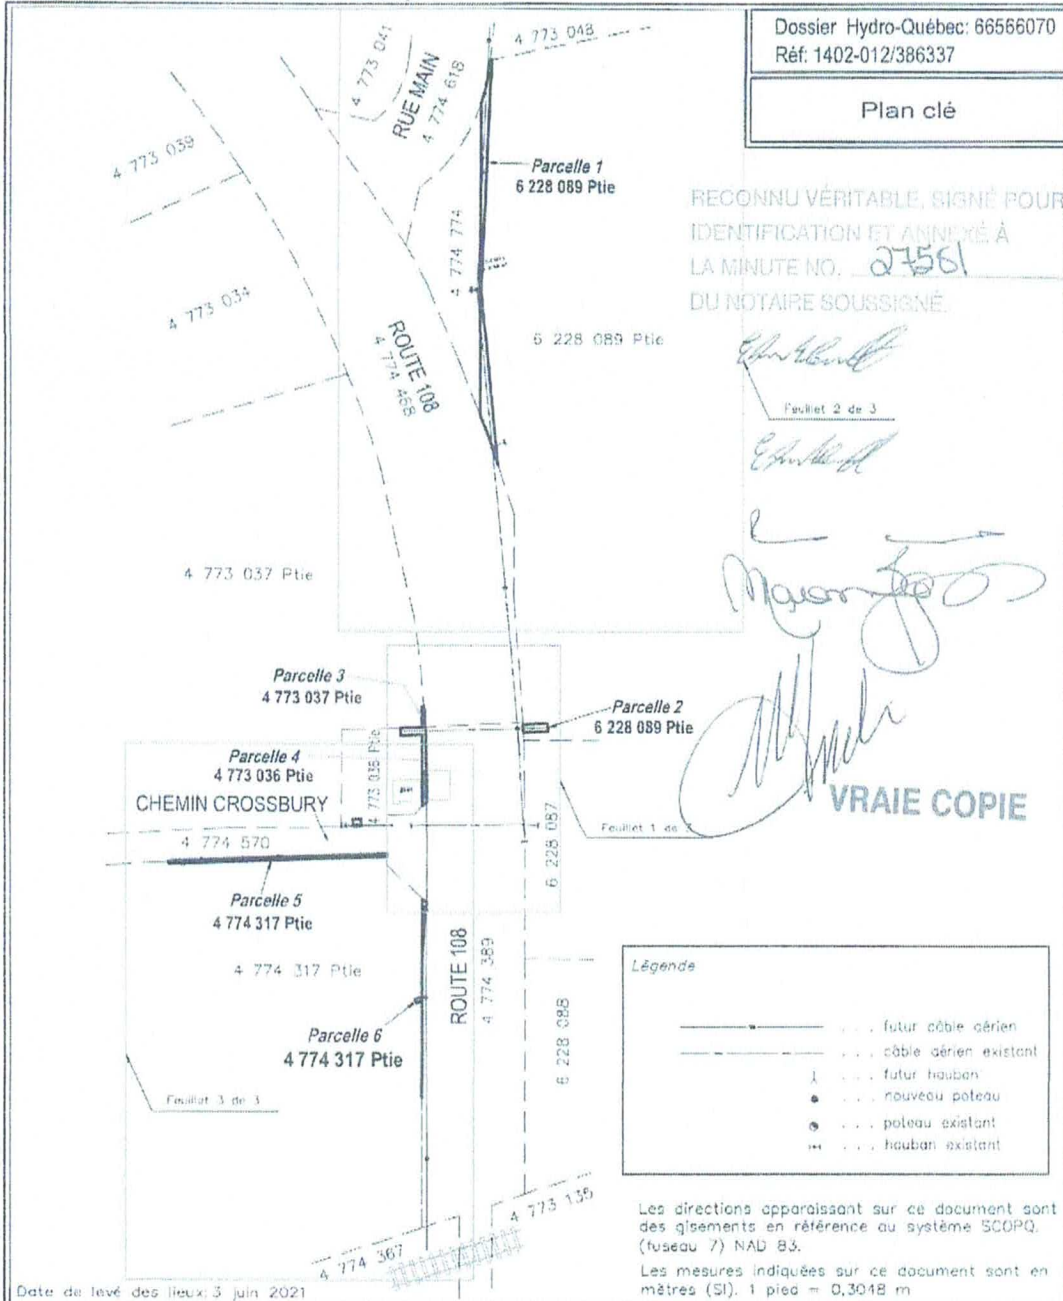 Dossier Hydro-Québec: 66566070
Réf: 1402-012/386337
Plan clé
4 773 048
4 773 041
RUE MAIN
4 774 618
4 773 039
Parcelle 1
6 228 089 Ptie
RECONNU VÉRITABLE, SIGNÉ POUR
IDENTIFICATION ET ANNEXÉ À
LA MINUTE NO. 27581
DU NOTAIRE SOUSSIGNÉ.
4 774 774
4 773 034
6 228 089 Ptie
ROUTE 108
4 774 468
Feuillet 2 de 3
4 773 037 Ptie
Parcelle 3
4 773 037 Ptie
Parcelle 2
6 228 089 Ptie
Parcelle 4
4 773 036 Ptie
4 773 036 Ptie
CHEMIN CROSSBURY
VRAIE COPIE
Feuillet 1 de
4 774 570
6 228 087
Parcelle 5
4 774 317 Ptie
4 774 317 Ptie
ROUTE 108
4 774 389
6 228 088
Parcelle 6
4 774 317 Ptie
Feuillet 3 de 3
Légende
. . . futur câble aérien
. . . câble aérien existant
. . . futur hauban
. . . nouveau poteau
. . . poteau existant
. . . hauban existant
4 773 135
4 774 367
Les directions apparaissant sur ce document sont
des gisements en référence au système SCOPQ.
(fuseau 7) NAD 83.
Les mesures indiquées sur ce document sont en
mètres (SI). 1 pied = 0,3048 m
Date de levé des lieux: 3 juin 2021